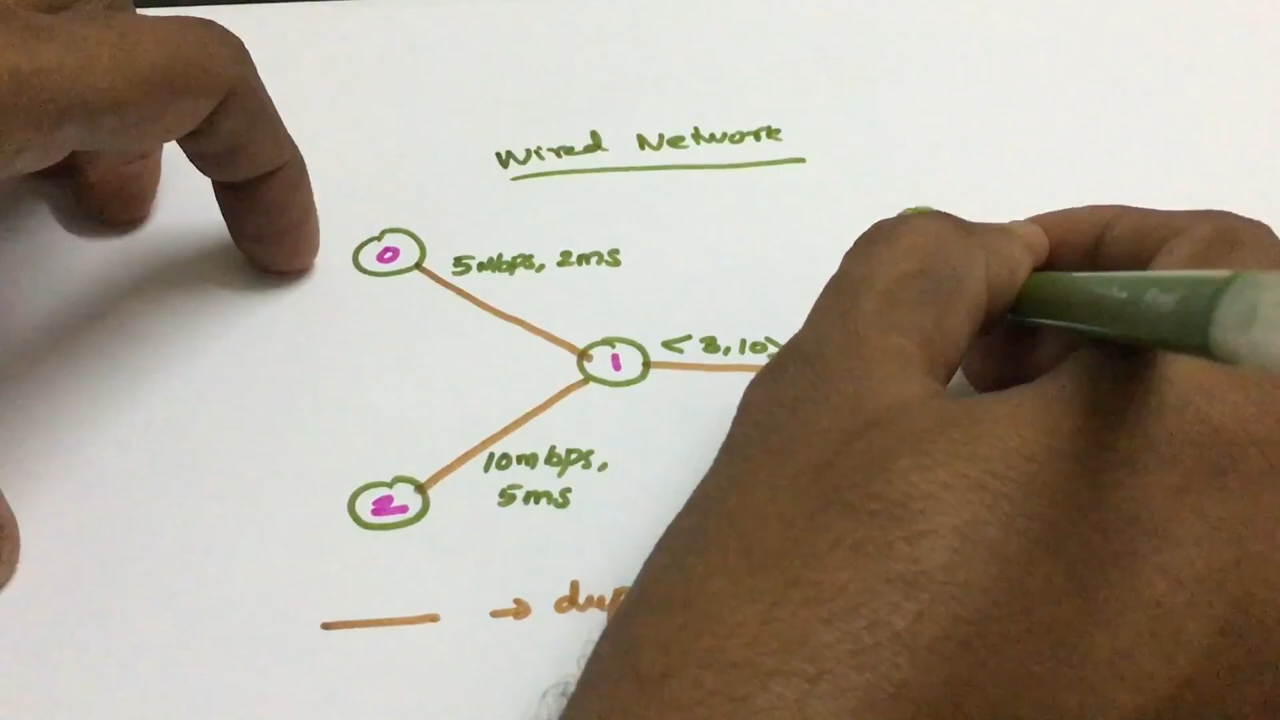 Wired Network
0
5mbps, 2ms
1
< 3,10>
10mbps,
5ms
2
→